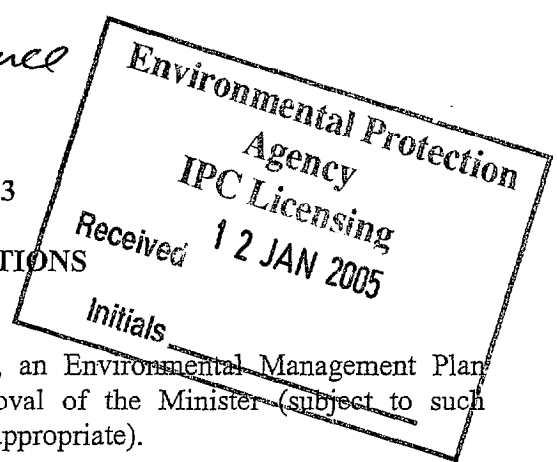 Environmental Protection
Agency
IPC Licensing
Received 12 JAN 2005
Initials
3
TIONS
, an Environmental Management Plan
oval of the Minister (subject to such
appropriate).